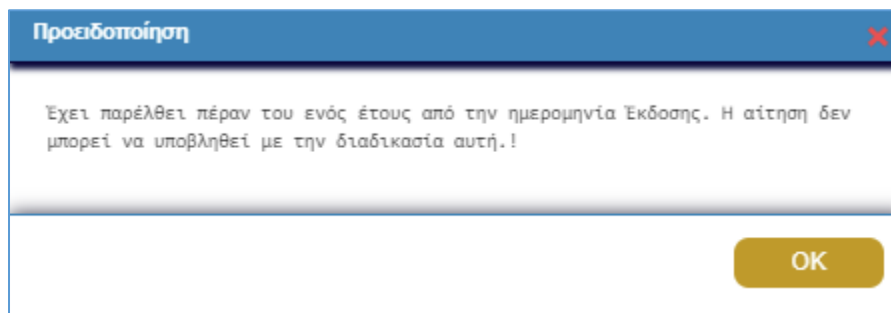 Προειδοποίηση
Έχει παρέλθει πέραν του ενός έτους από την ημερομηνία Έκδοσης. Η αίτηση δεν
μπορεί να υποβληθεί με την διαδικασία αυτή.!
OK